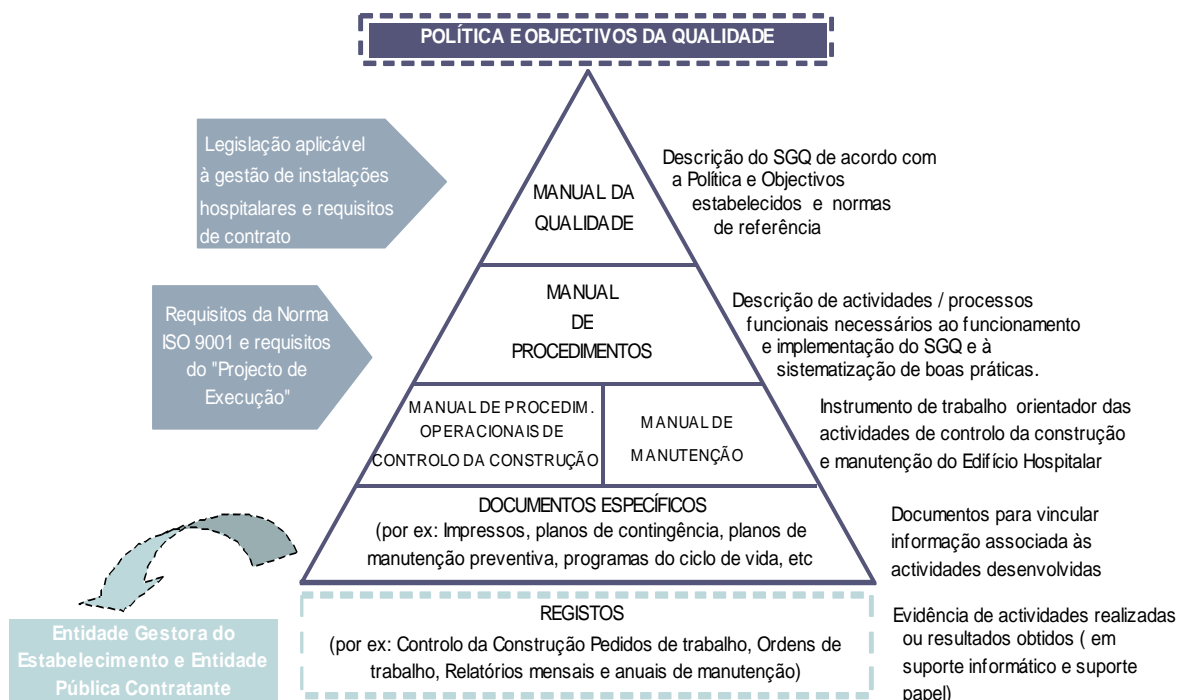 POLÍTICA E OBJECTIVOS DA QUALIDADE
Legislação aplicável
à gestão de instalações
hospitalares e requisitos
de contrato
MANUAL DA
QUALIDADE
Descrição do SGQ de acordo com
a Política e Objectivos
estabelecidos e normas
de referência
Requisitos da Norma
ISO 9001 e requisitos
do "Projecto de
Execução"
MANUAL
DE
PROCEDIMENTOS
Descrição de actividades / processos
funcionais necessários ao funcionamento
e implementação do SGQ e à
sistematização de boas práticas.
MANUAL DE PROCEDIM.
OPERACIONAIS DE
CONTROLO DA CONSTRUÇÃO
MANUAL DE
MANUTENÇÃO
Instrumento de trabalho orientador das
actividades de controlo da construção
e manutenção do Edifício Hospitalar
DOCUMENTOS ESPECÍFICOS
(por ex: Impressos, planos de contingência, planos de
manutenção preventiva, programas do ciclo de vida, etc
Documentos para vincular
informação associada às
actividades desenvolvidas
Entidade Gestora do
Estabelecimento e Entidade
Pública Contratante
REGISTOS
(por ex: Controlo da Construção Pedidos de trabalho, Ordens de
trabalho, Relatórios mensais e anuais de manutenção)
Evidência de actividades realizadas
ou resultados obtidos ( em
suporte informático e suporte
papel)